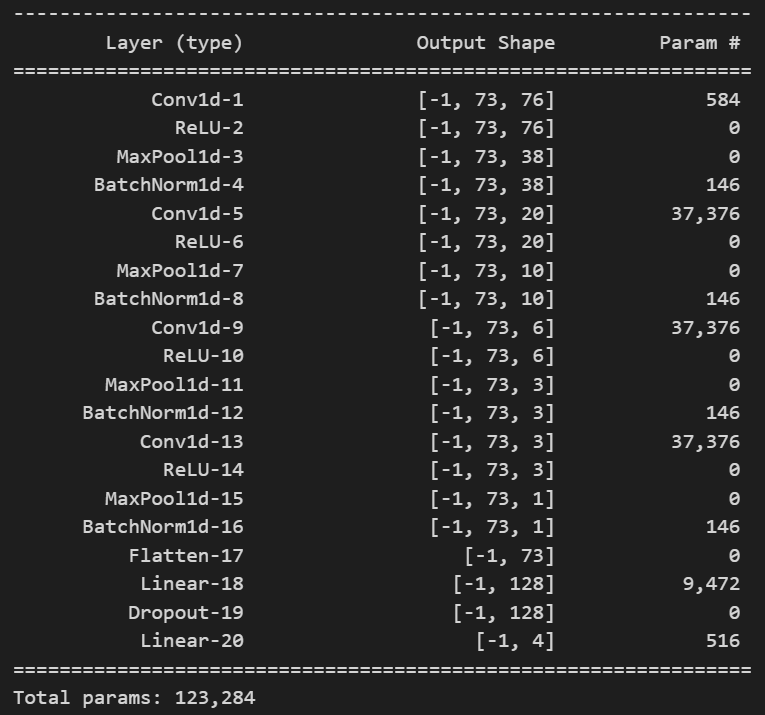 ----------------------------------------------------------------
        Layer (type)               Output Shape         Param #
================================================================
            Conv1d-1               [-1, 73, 76]             584
              ReLU-2               [-1, 73, 76]               0
         MaxPool1d-3               [-1, 73, 38]               0
       BatchNorm1d-4               [-1, 73, 38]             146
            Conv1d-5               [-1, 73, 20]          37,376
              ReLU-6               [-1, 73, 20]               0
         MaxPool1d-7               [-1, 73, 10]               0
       BatchNorm1d-8               [-1, 73, 10]             146
            Conv1d-9                [-1, 73, 6]          37,376
             ReLU-10                [-1, 73, 6]               0
        MaxPool1d-11                [-1, 73, 3]               0
      BatchNorm1d-12                [-1, 73, 3]             146
           Conv1d-13                [-1, 73, 3]          37,376
             ReLU-14                [-1, 73, 3]               0
        MaxPool1d-15                [-1, 73, 1]               0
      BatchNorm1d-16                [-1, 73, 1]             146
          Flatten-17                   [-1, 73]               0
           Linear-18                  [-1, 128]           9,472
          Dropout-19                  [-1, 128]               0
           Linear-20                    [-1, 4]             516
================================================================
Total params: 123,284